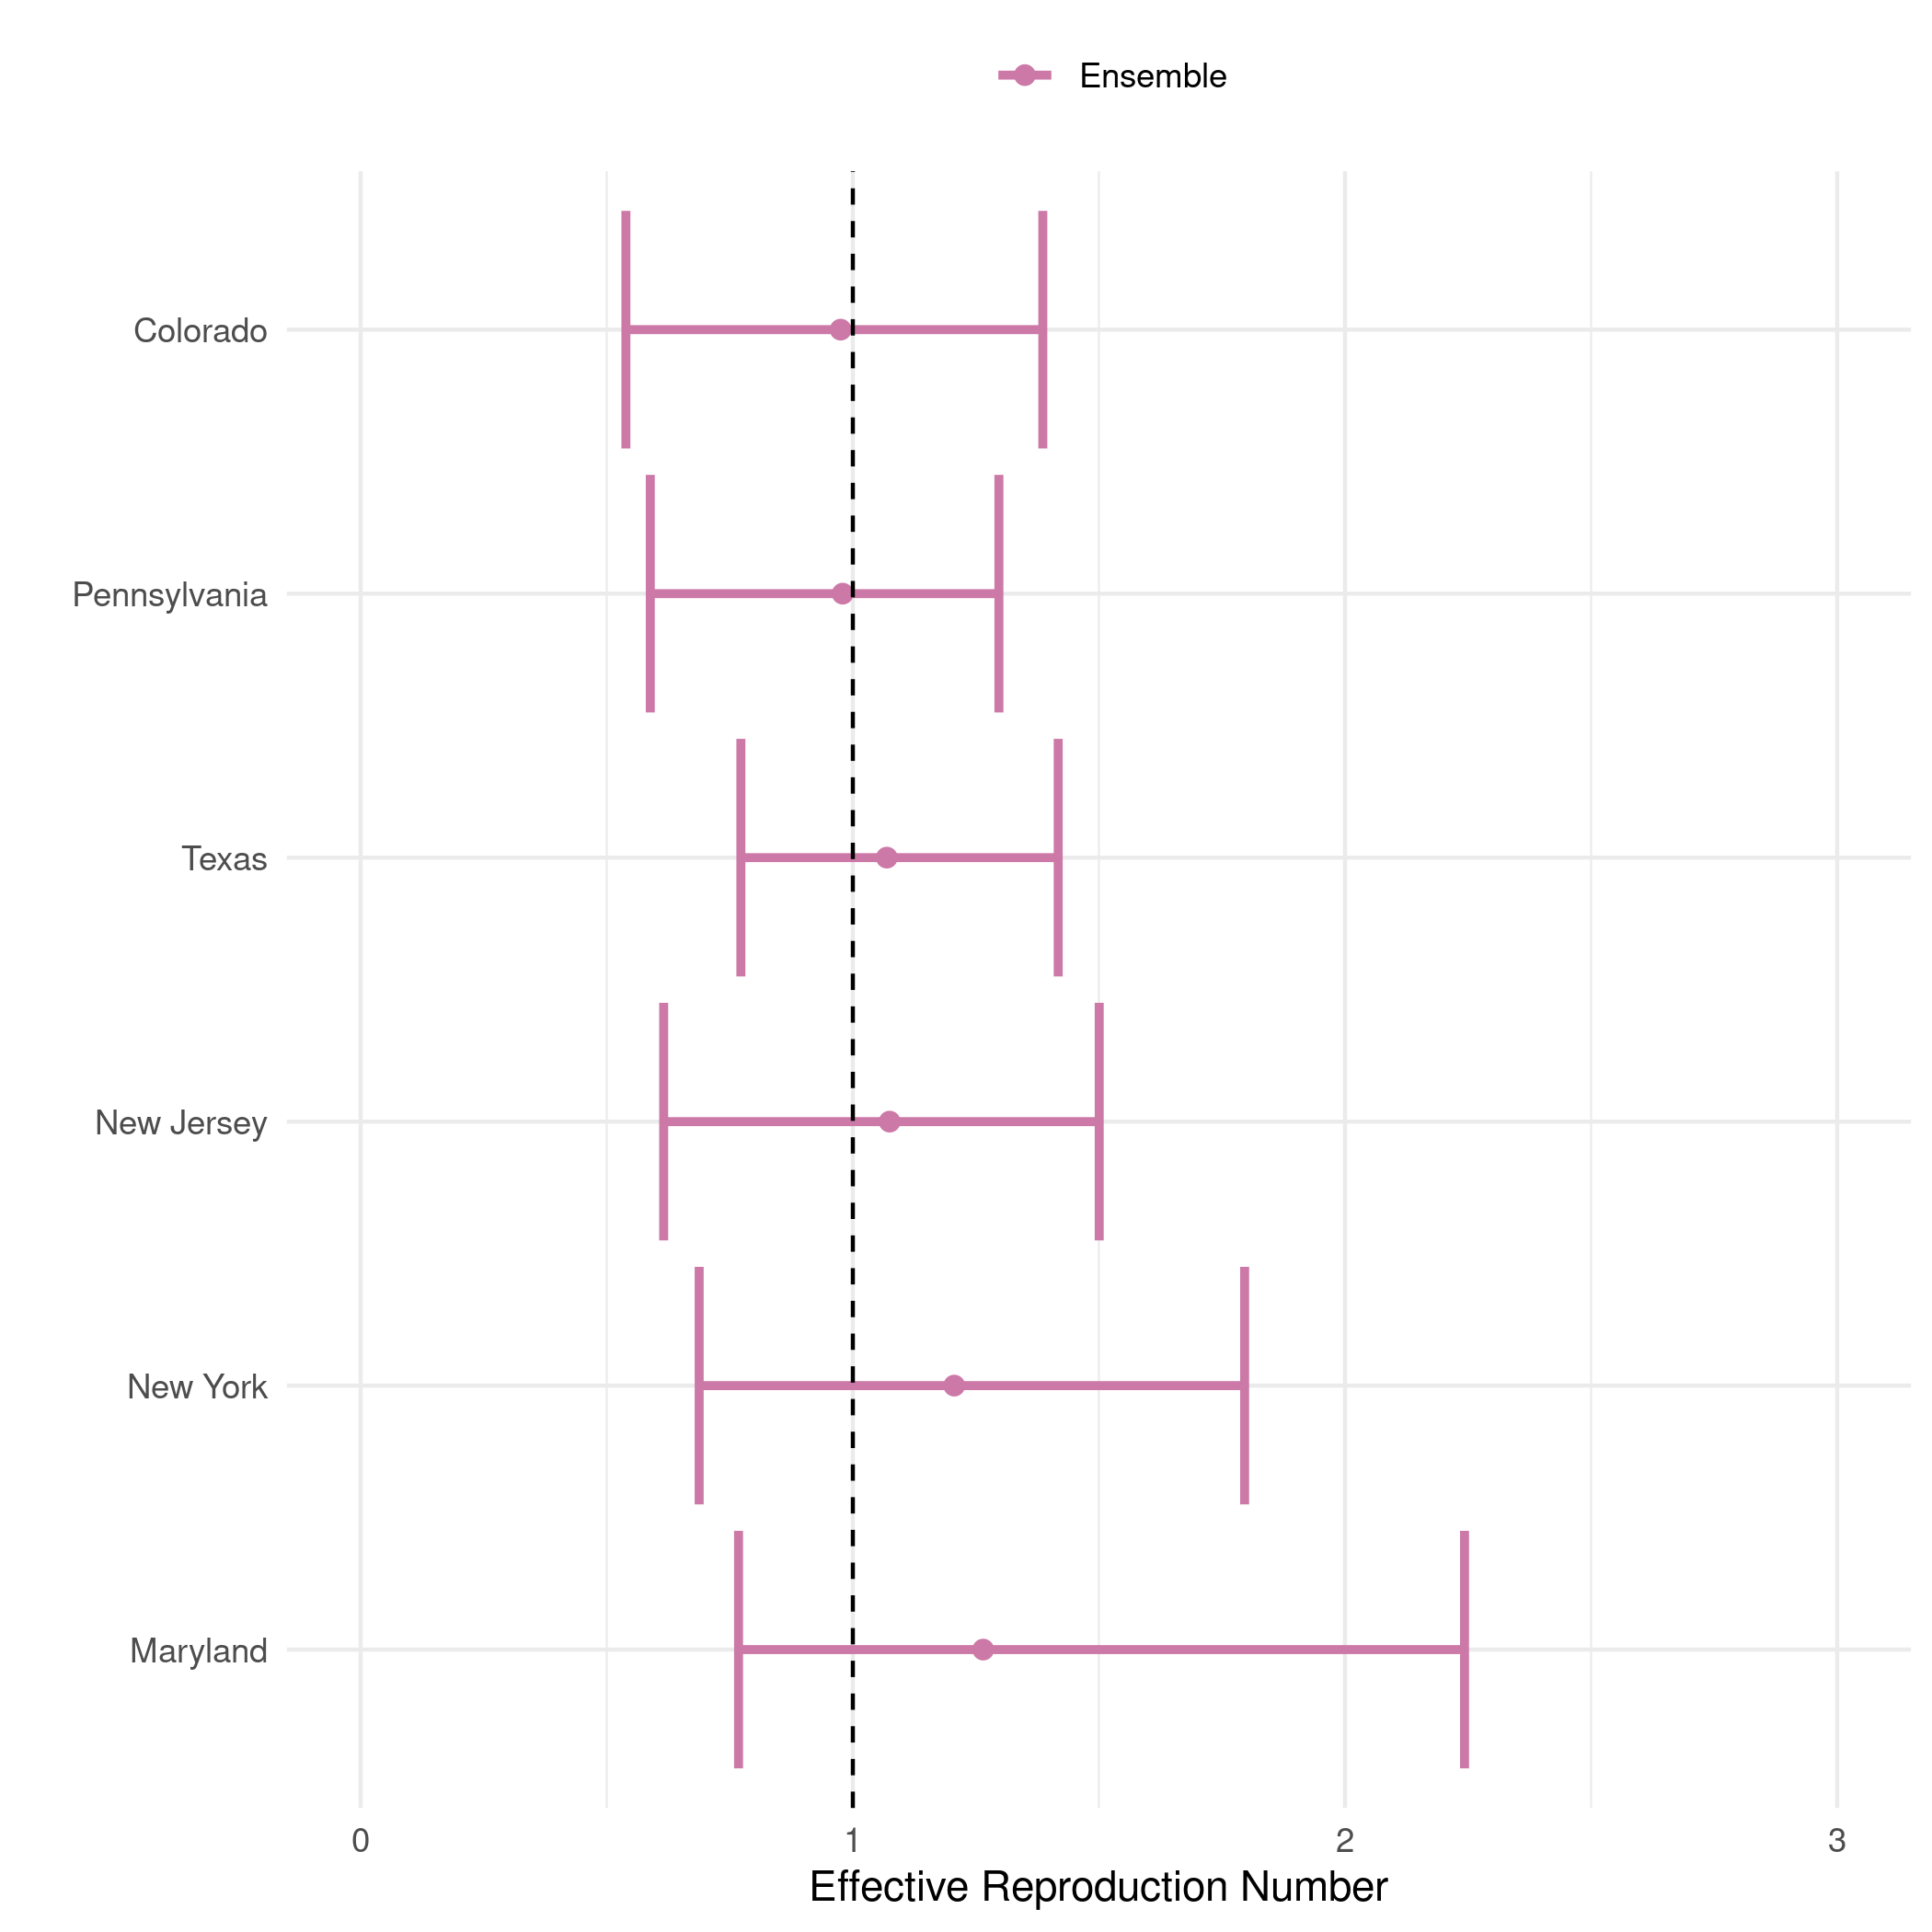 Ensemble
Colorado
Pennsylvania
Texas
New Jersey
New York
Maryland
0 1 2 3
Effective Reproduction Number